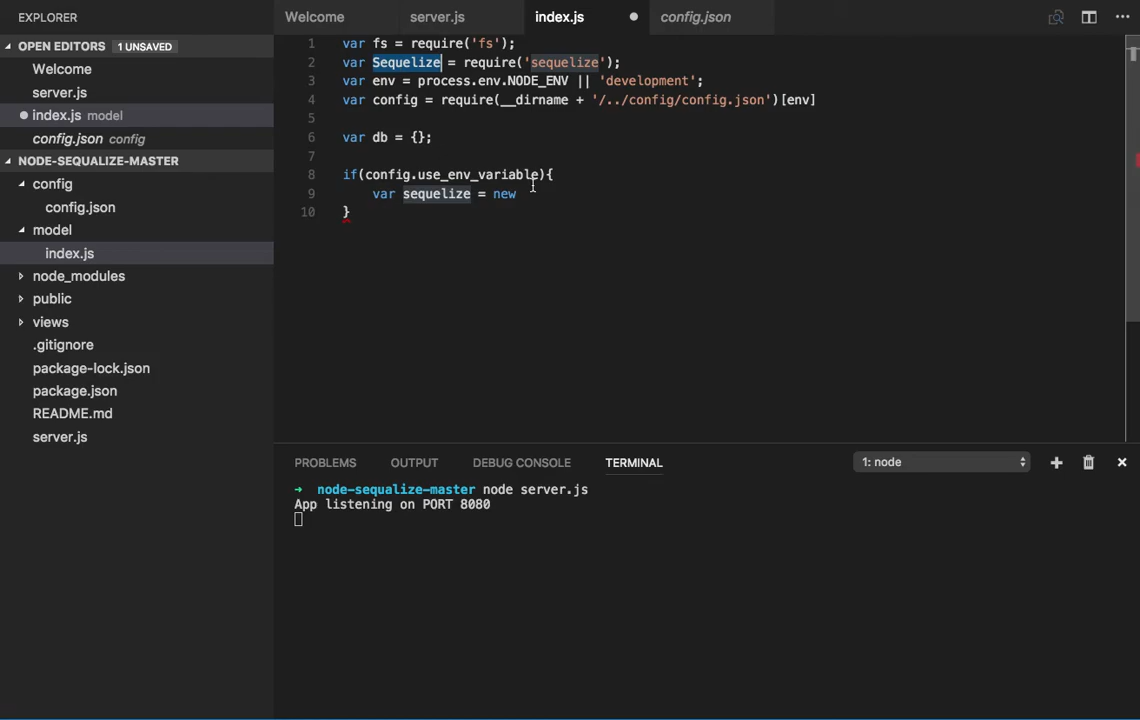 EXPLORER
OPEN EDITORS 1 UNSAVED
Welcome
server.js
index.js model
config.json config
NODE-SEQUALIZE-MASTER
config
config.json
model
index.js
node_modules
public
views
.gitignore
package-lock.json
package.json
README.md
server.js
Welcome server.js index.js config.json
1 var fs = require('fs');
2 var Sequelize = require('sequelize');
3 var env = process.env.NODE_ENV || 'development';
4 var config = require(__dirname + '/../config/config.json')[env]
5
6 var db = {};
7
8 if(config.use_env_variable){
9 var sequelize = new
10 }
PROBLEMS OUTPUT DEBUG CONSOLE TERMINAL 1: node
➜ node-sequalize-master node server.js
App listening on PORT 8080